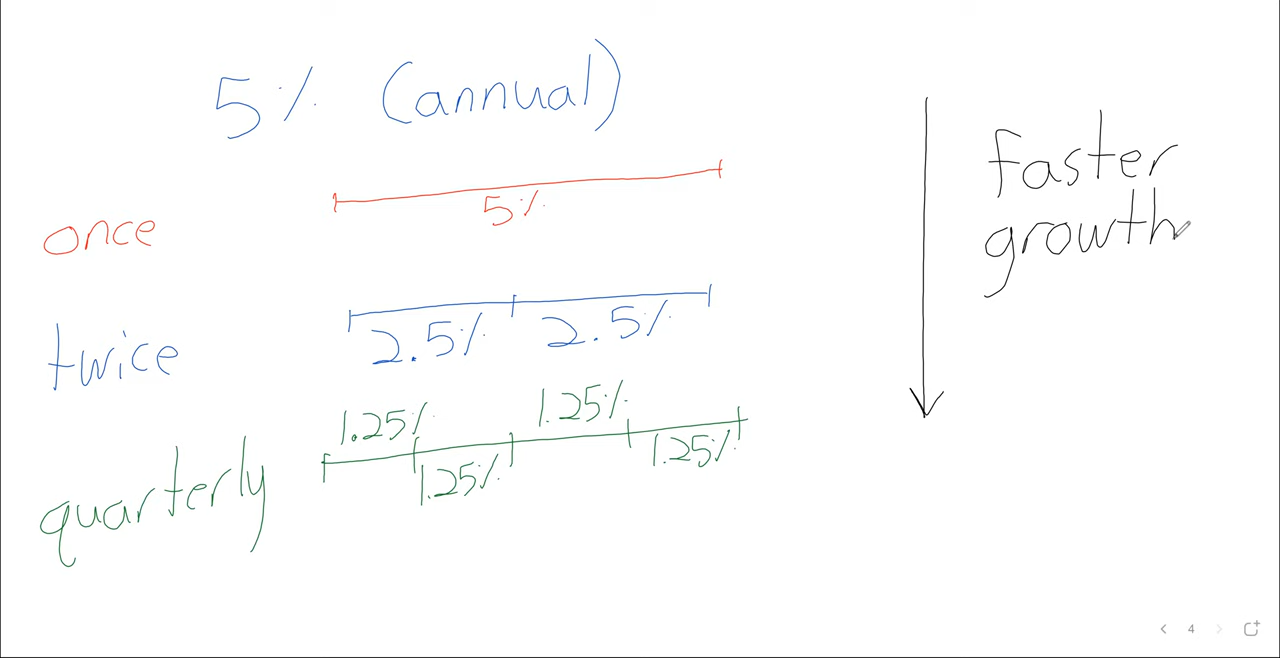 5% (annual)
faster
growth
once
5%
twice
2.5% 2.5%
1.25% 1.25%
1.25% 1.25%
quarterly
4